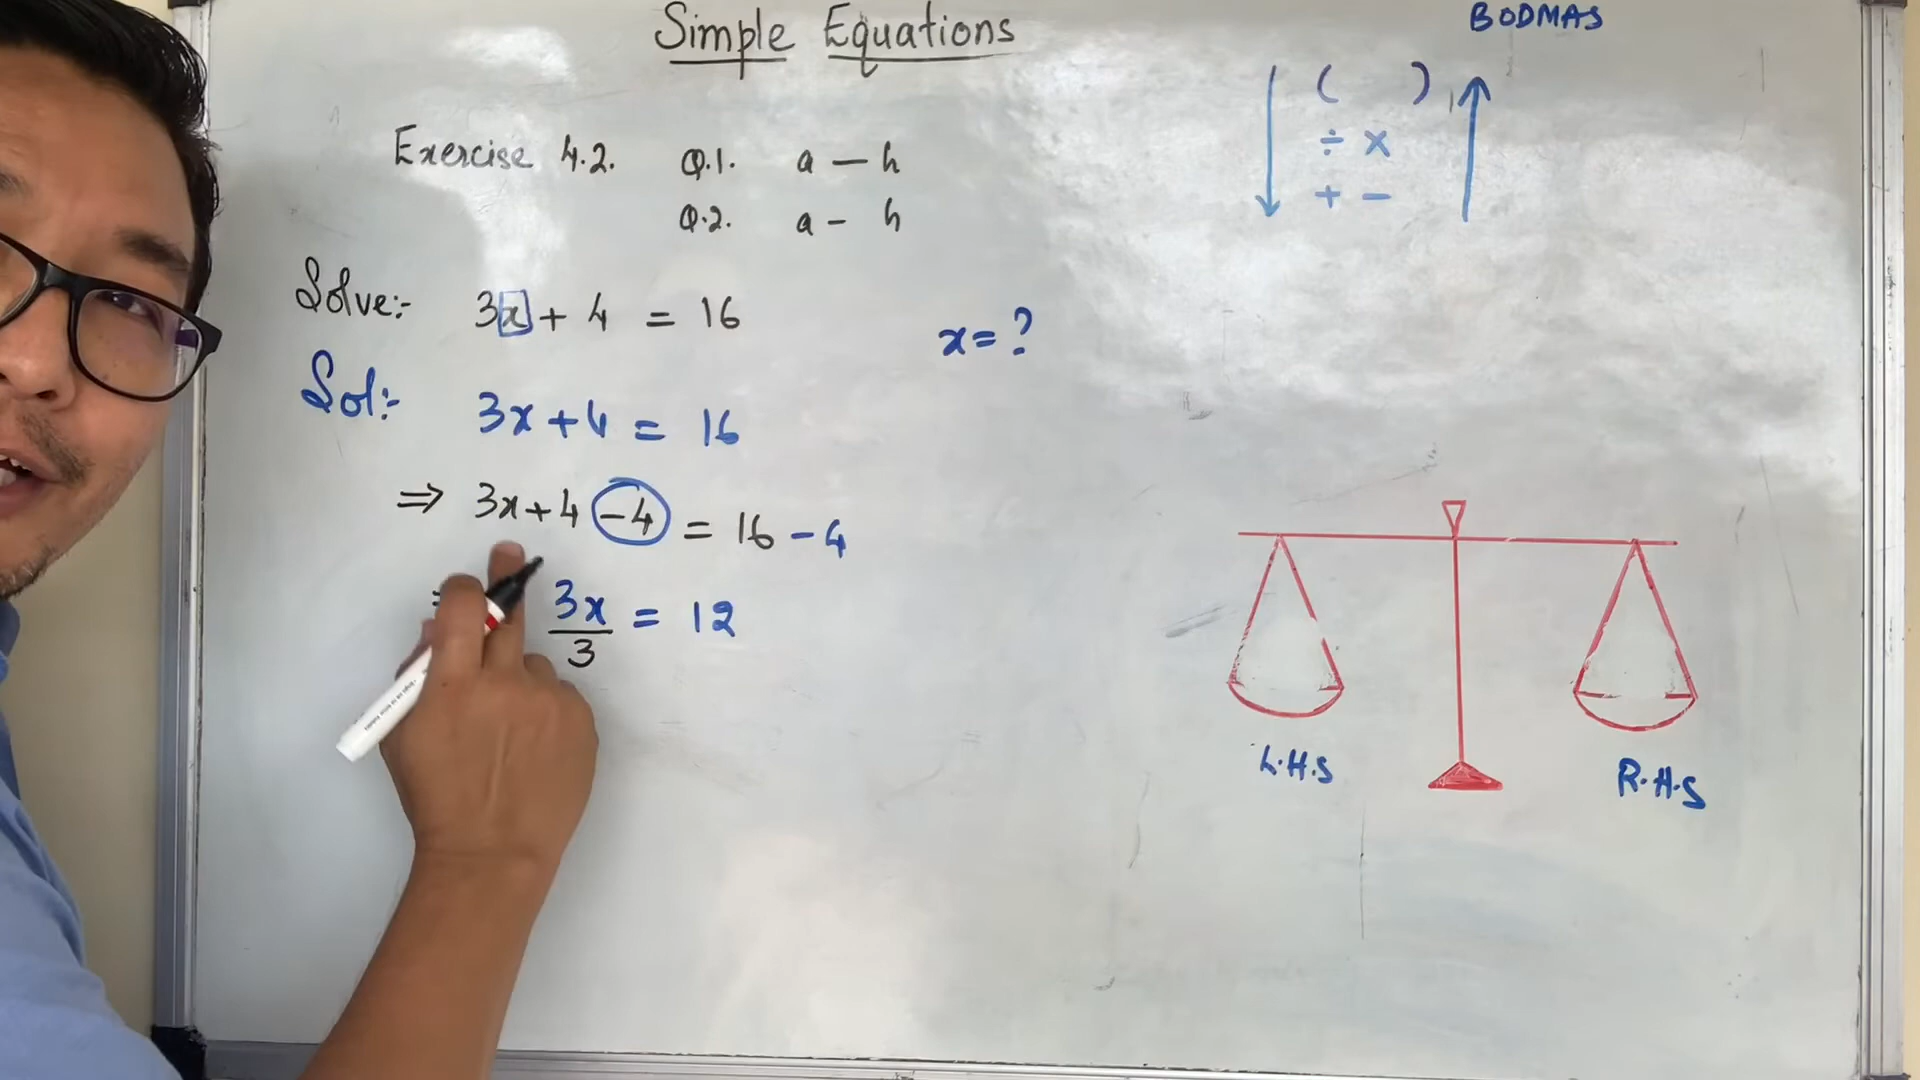 Simple Equations
BODMAS
( )
÷ ×
+ −
Exercise 4.2. Q.1. a — h
Q.2. a - h
Solve:- 3x + 4 = 16
x = ?
Sol:- 3x + 4 = 16
⇒ 3x + 4 - 4 = 16 - 4
3x/3 = 12
L.H.S R.H.S